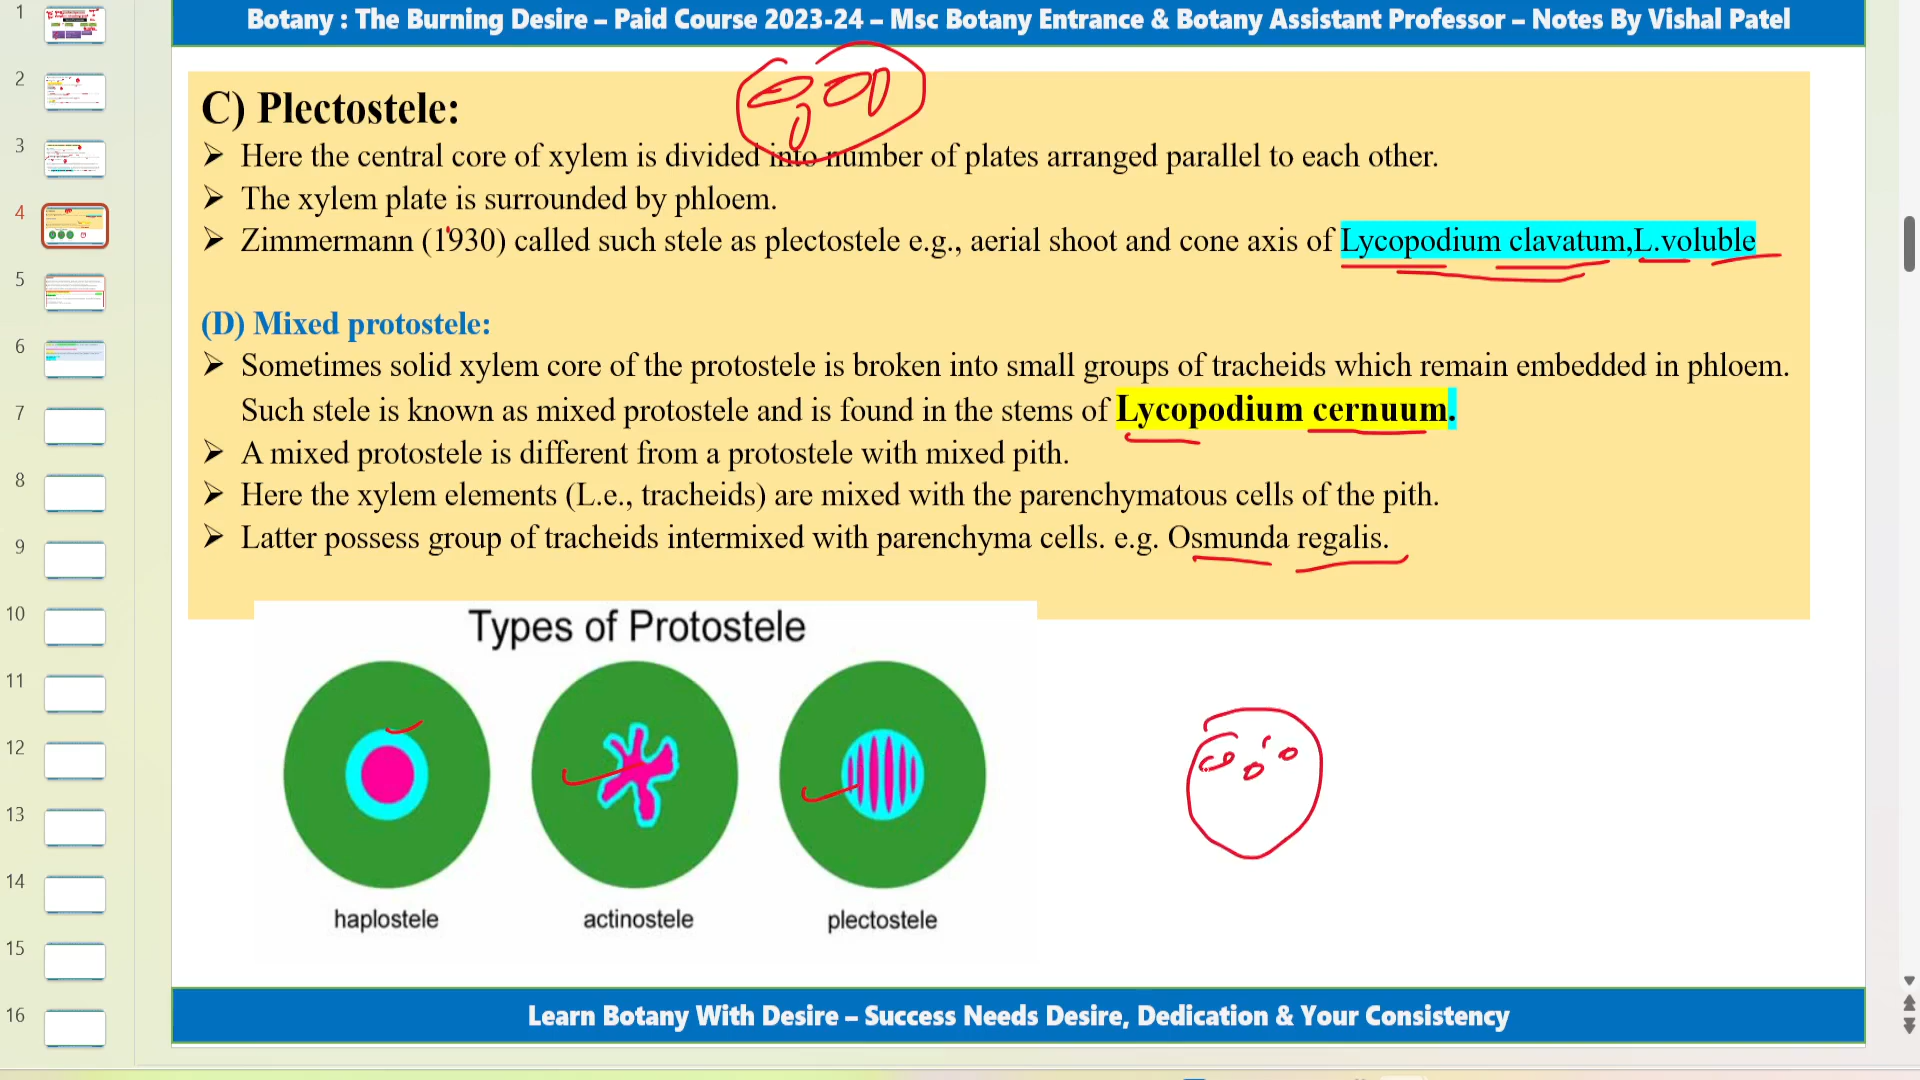 Botany : The Burning Desire – Paid Course 2023-24 – Msc Botany Entrance & Botany Assistant Professor – Notes By Vishal Patel
C) Plectostele:
➢ Here the central core of xylem is divided into number of plates arranged parallel to each other.
➢ The xylem plate is surrounded by phloem.
➢ Zimmermann (1930) called such stele as plectostele e.g., aerial shoot and cone axis of Lycopodium clavatum,L.voluble
(D) Mixed protostele:
➢ Sometimes solid xylem core of the protostele is broken into small groups of tracheids which remain embedded in phloem.
Such stele is known as mixed protostele and is found in the stems of Lycopodium cernuum.
➢ A mixed protostele is different from a protostele with mixed pith.
➢ Here the xylem elements (L.e., tracheids) are mixed with the parenchymatous cells of the pith.
➢ Latter possess group of tracheids intermixed with parenchyma cells. e.g. Osmunda regalis.
Types of Protostele
haplostele actinostele plectostele
Learn Botany With Desire – Success Needs Desire, Dedication & Your Consistency
1
2
3
4
5
6
7
8
9
10
11
12
13
14
15
16